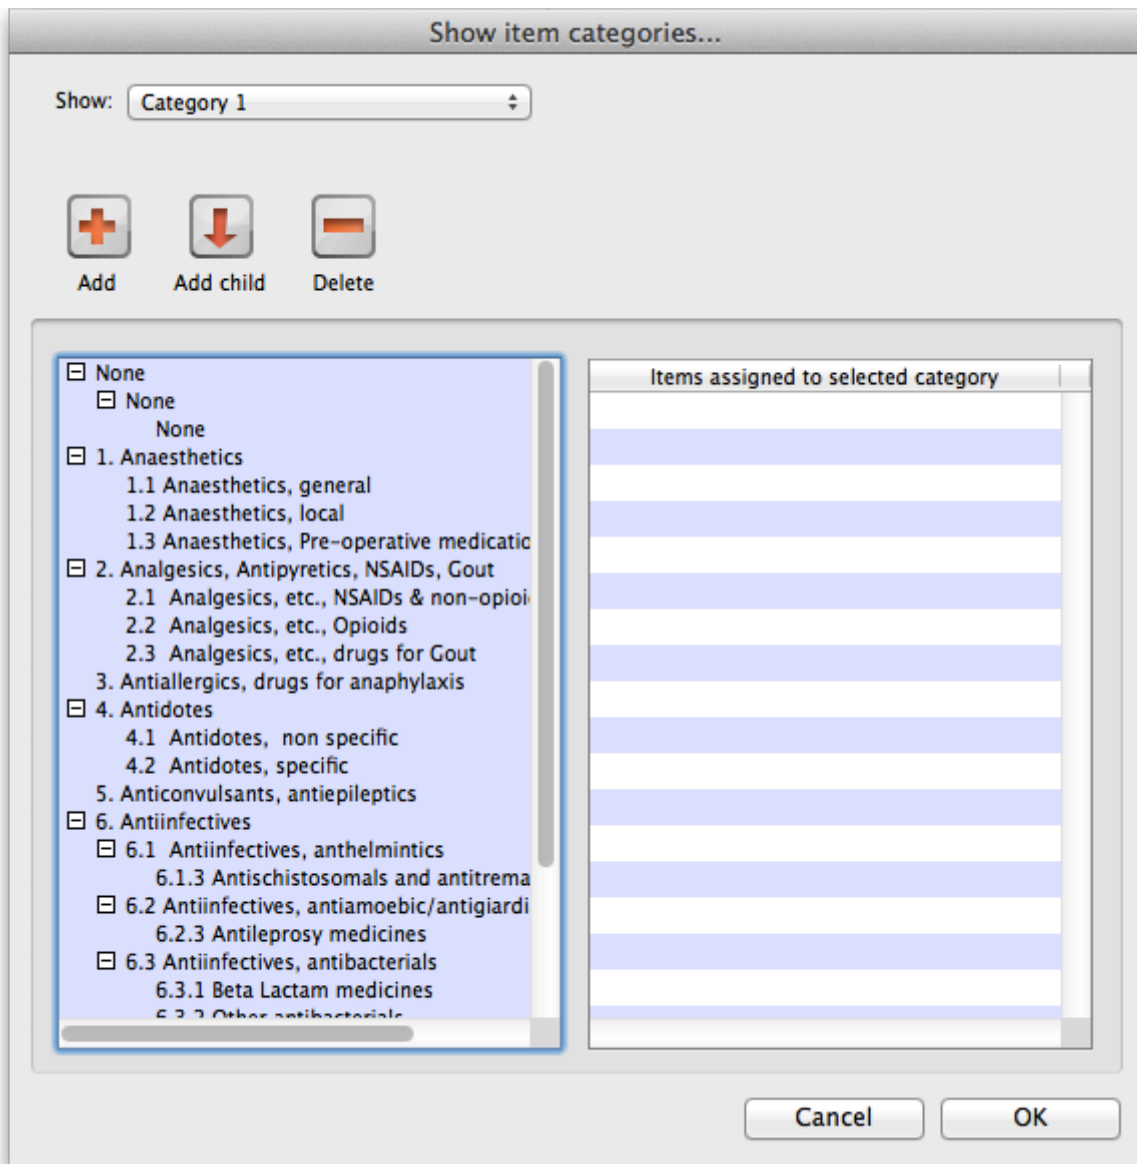 Show item categories...
Show: Category 1
Add Add child Delete
None
None
None
1. Anaesthetics
1.1 Anaesthetics, general
1.2 Anaesthetics, local
1.3 Anaesthetics, Pre-operative medicatio
2. Analgesics, Antipyretics, NSAIDs, Gout
2.1 Analgesics, etc., NSAIDs & non-opioi
2.2 Analgesics, etc., Opioids
2.3 Analgesics, etc., drugs for Gout
3. Antiallergics, drugs for anaphylaxis
4. Antidotes
4.1 Antidotes, non specific
4.2 Antidotes, specific
5. Anticonvulsants, antiepileptics
6. Antiinfectives
6.1 Antiinfectives, anthelmintics
6.1.3 Antischistosomals and antitrema
6.2 Antiinfectives, antiamoebic/antigiardi
6.2.3 Antileprosy medicines
6.3 Antiinfectives, antibacterials
6.3.1 Beta Lactam medicines
6.3.2 Other antibacterials
Items assigned to selected category
Cancel OK